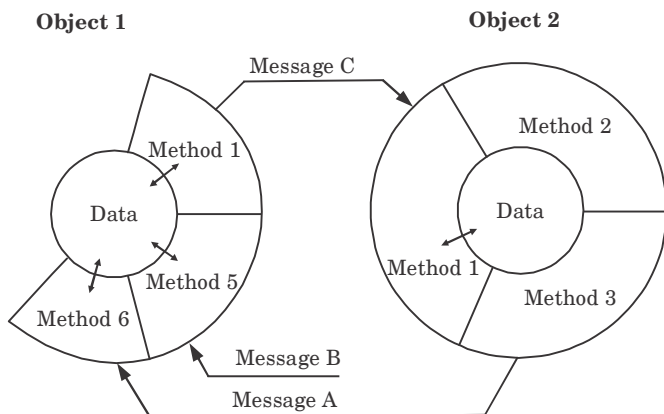 Object 1
Object 2
Message C
Method 1
Method 2
Data
Data
Method 5
Method 1
Method 6
Method 3
Message B
Message A